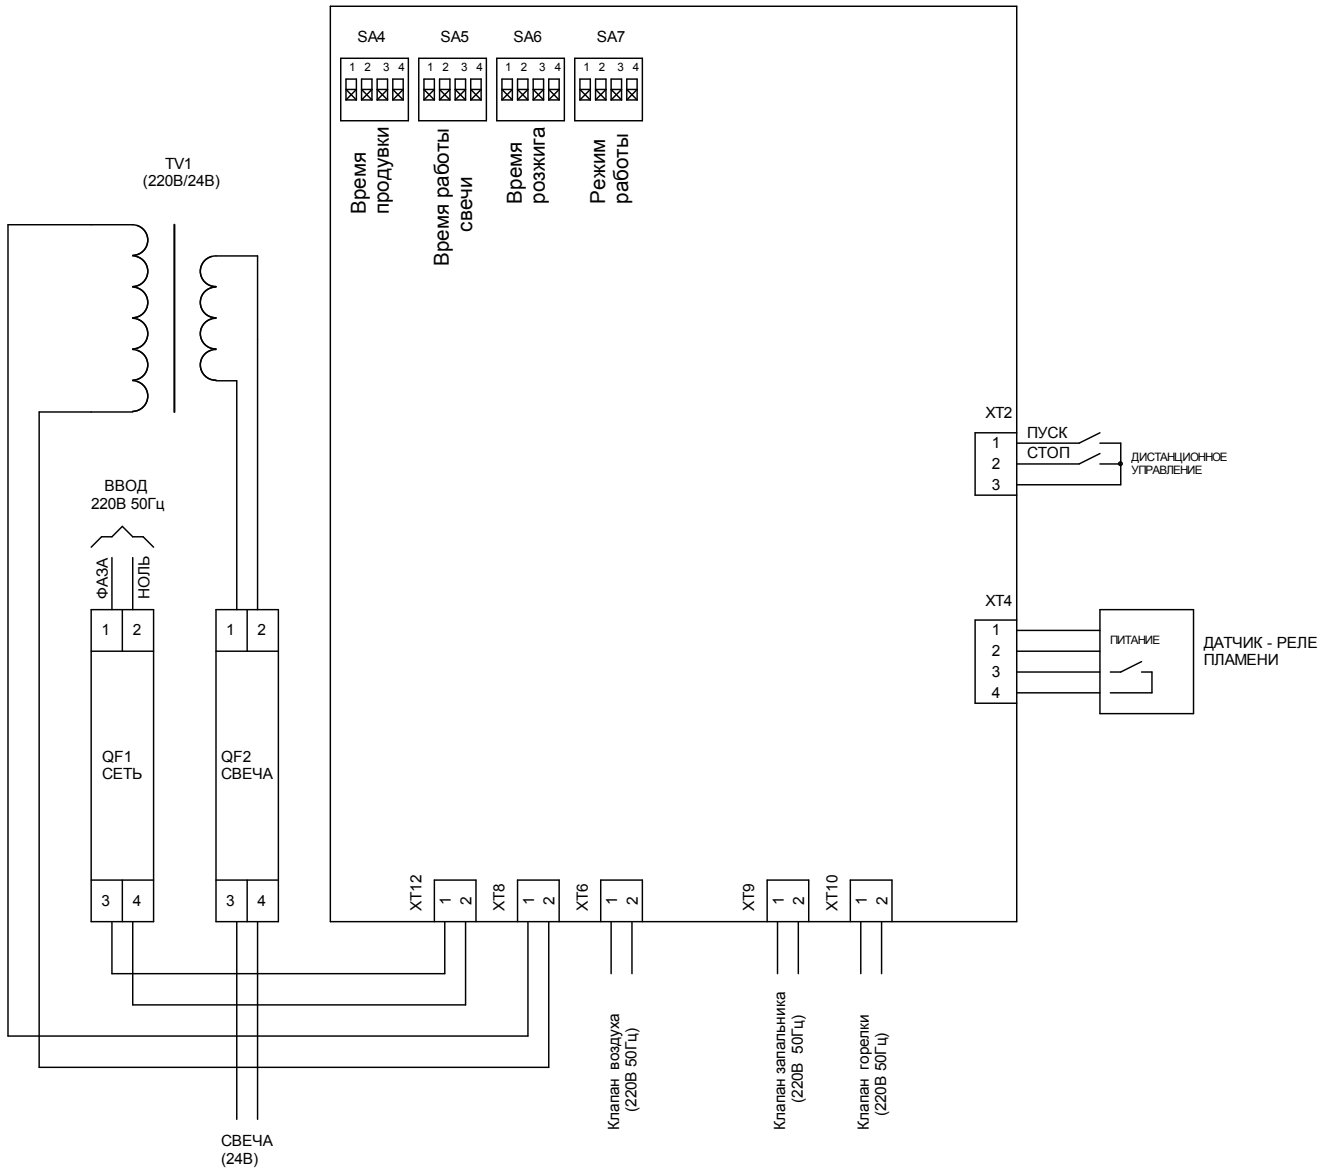 SA4
SA5
SA6
SA7
1 2 3 4
1 2 3 4
1 2 3 4
1 2 3 4
Время
продувки
Время работы
свечи
Время
розжига
Режим
работы
TV1
(220В/24В)
ВВОД
220В 50Гц
ФАЗА
НОЛЬ
1 2
1 2
QF1
СЕТЬ
QF2
СВЕЧА
3 4
3 4
СВЕЧА
(24В)
XT2
1
2
3
ПУСК
СТОП
ДИСТАНЦИОННОЕ
УПРАВЛЕНИЕ
XT4
1
2
3
4
ПИТАНИЕ
ДАТЧИК - РЕЛЕ
ПЛАМЕНИ
XT12
1
2
XT8
1
2
XT6
1
2
XT9
1
2
XT10
1
2
Клапан воздуха
(220В 50Гц)
Клапан запальника
(220В 50Гц)
Клапан горелки
(220В 50Гц)